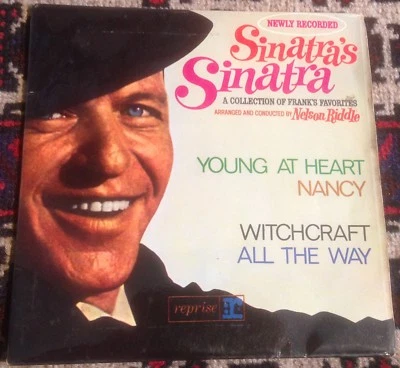 NEWLY RECORDED
Sinatra's
Sinatra
A COLLECTION OF FRANK'S FAVORITES
ARRANGED AND CONDUCTED BY Nelson Riddle
YOUNG AT HEART
NANCY
WITCHCRAFT
ALL THE WAY
reprise